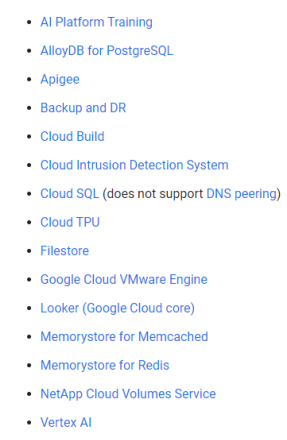 AI Platform Training
AlloyDB for PostgreSQL
Apigee
Backup and DR
Cloud Build
Cloud Intrusion Detection System
Cloud SQL (does not support DNS peering)
Cloud TPU
Filestore
Google Cloud VMware Engine
Looker (Google Cloud core)
Memorystore for Memcached
Memorystore for Redis
NetApp Cloud Volumes Service
Vertex AI